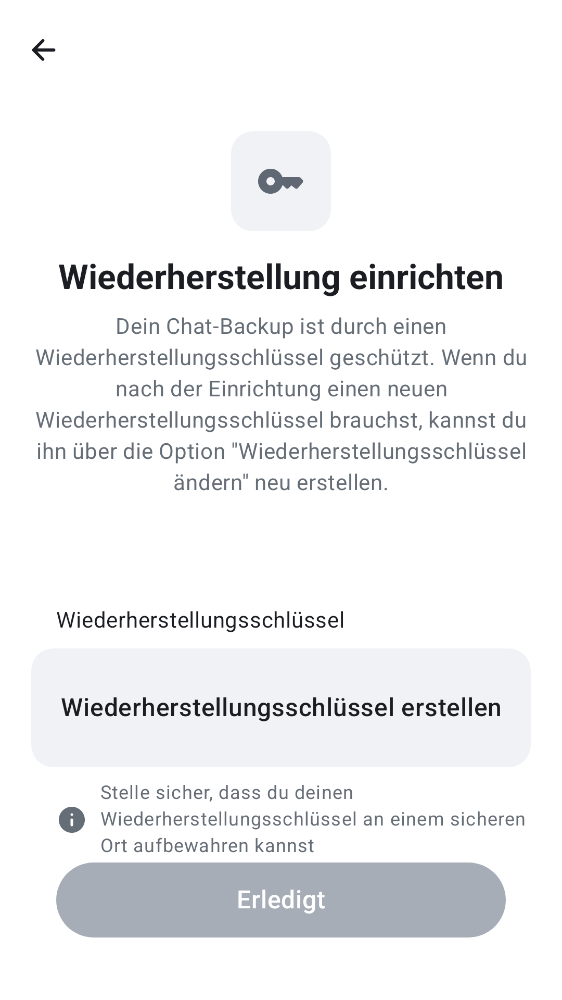 Wiederherstellung einrichten
Dein Chat-Backup ist durch einen
Wiederherstellungsschlüssel geschützt. Wenn du
nach der Einrichtung einen neuen
Wiederherstellungsschlüssel brauchst, kannst du
ihn über die Option "Wiederherstellungsschlüssel
ändern" neu erstellen.
Wiederherstellungsschlüssel
Wiederherstellungsschlüssel erstellen
Stelle sicher, dass du deinen
Wiederherstellungsschlüssel an einem sicheren
Ort aufbewahren kannst
Erledigt